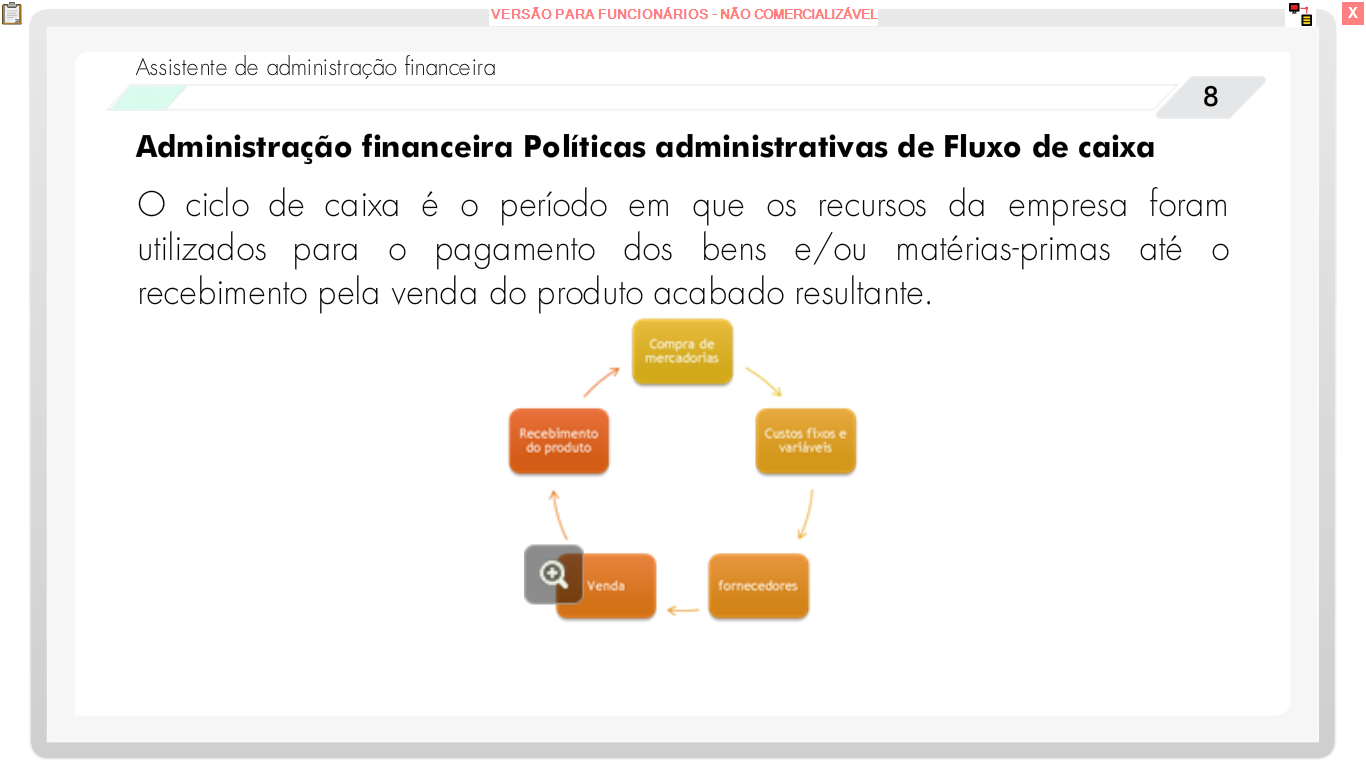 VERSÃO PARA FUNCIONÁRIOS - NÃO COMERCIALIZÁVEL
X
Assistente de administração financeira
8
Administração financeira Políticas administrativas de Fluxo de caixa
O ciclo de caixa é o período em que os recursos da empresa foram
utilizados para o pagamento dos bens e/ou matérias-primas até o
recebimento pela venda do produto acabado resultante.
Compra de
mercadorias
Custos fixos e
variáveis
fornecedores
Venda
Recebimento
do produto